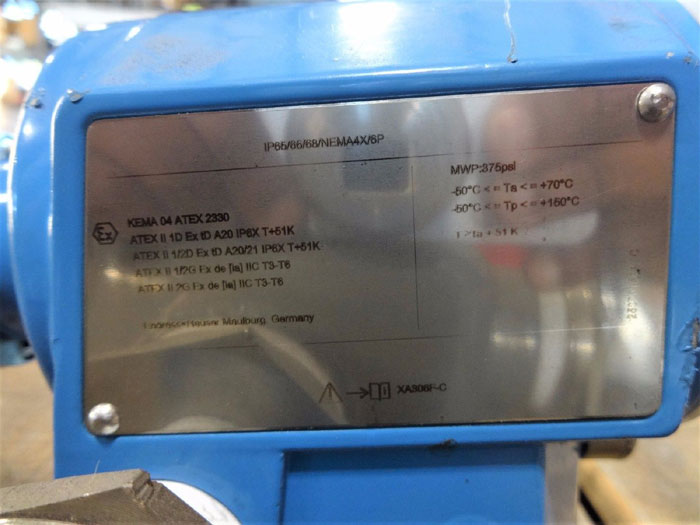 IP65/66/68/NEMA4X/6P
KEMA 04 ATEX 2330
ATEX II 1D Ex tD A20 IP6X T+51K
ATEX II 1/2D Ex tD A20/21 IP6X T+51K
ATEX II 1/2G Ex de [ia] IIC T3-T6
ATEX II 2G Ex de [ia] IIC T3-T6
Endress+Hauser Maulburg, Germany
MWP:375psi
-50°C < = Ta < = +70°C
-50°C < = Tp < = +150°C
Ta + 51 K
Ex
XA306F-C